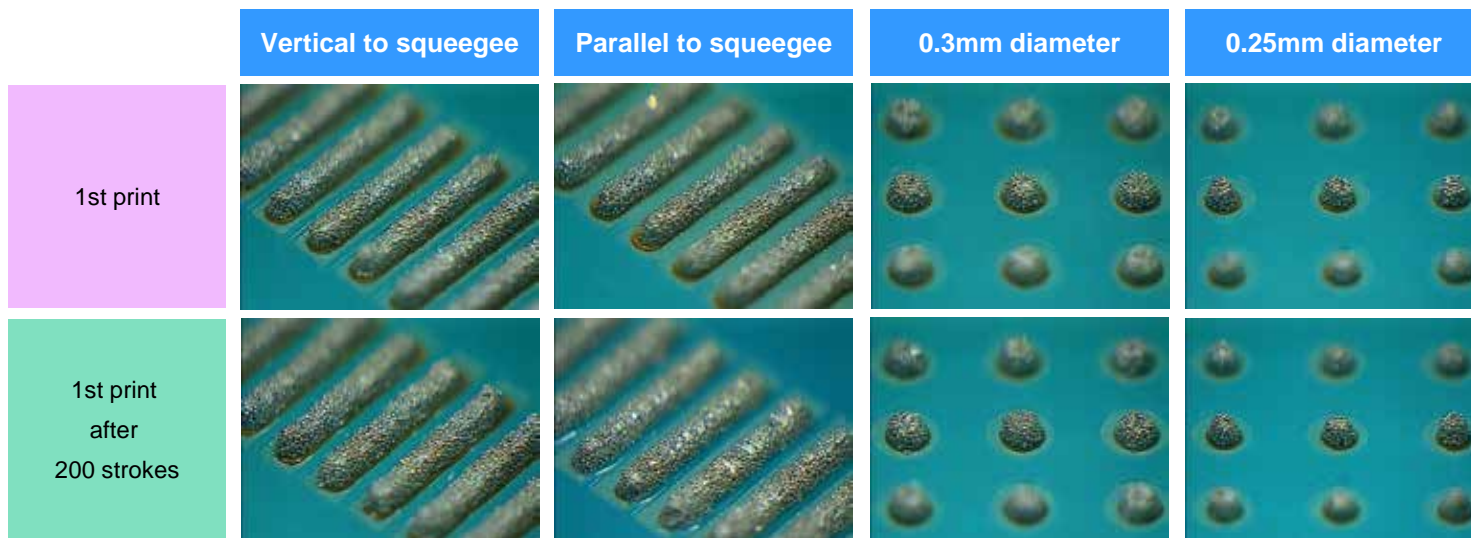 Vertical to squeegee
Parallel to squeegee
0.3mm diameter
0.25mm diameter
1st print
1st print
after
200 strokes